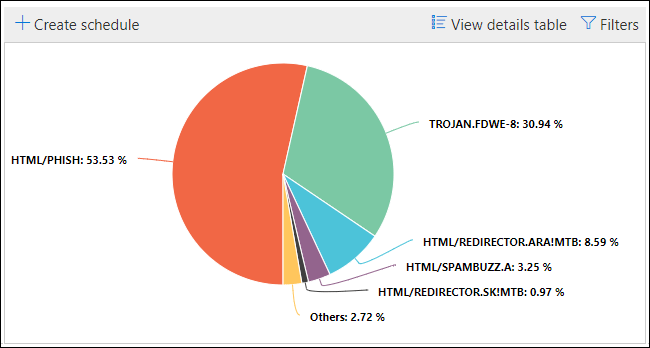 Create schedule
View details table
Filters
TROJAN.FDWE-8: 30.94 %
HTML/PHISH: 53.53 %
HTML/REDIRECTOR.ARA!MTB: 8.59 %
HTML/SPAMBUZZ.A: 3.25 %
HTML/REDIRECTOR.SK!MTB: 0.97 %
Others: 2.72 %